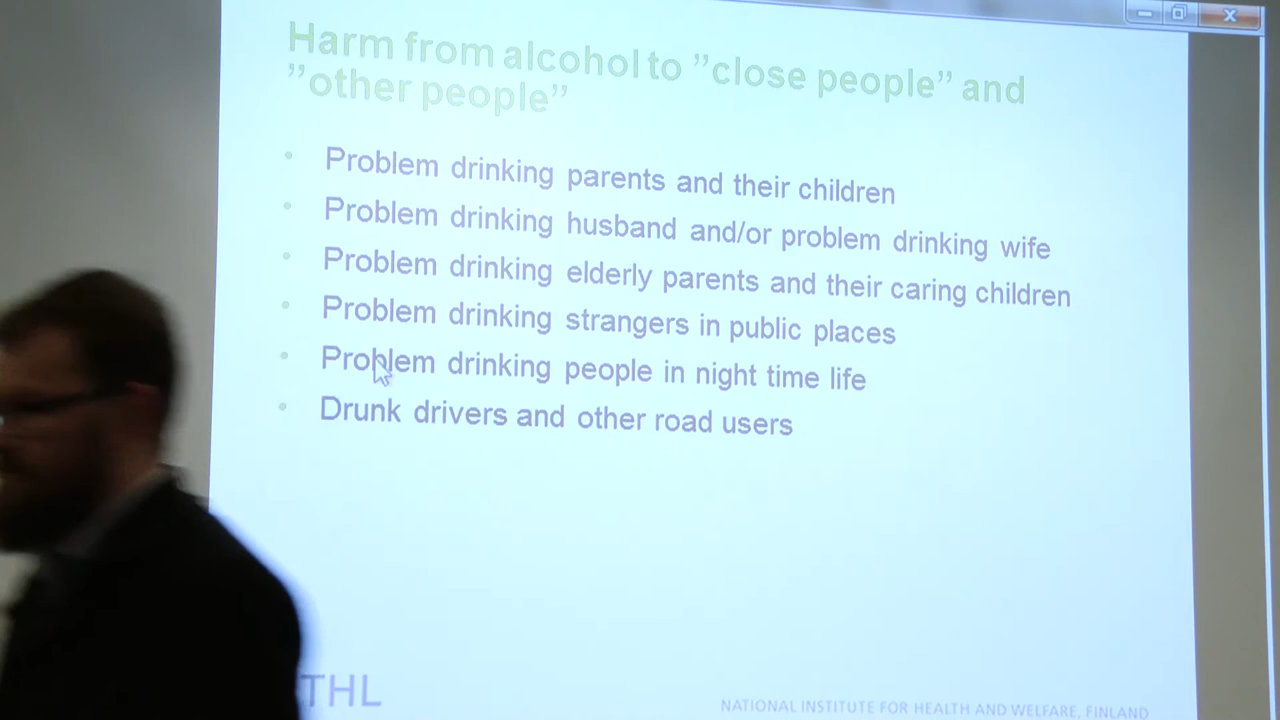 Harm from alcohol to ”close people” and
”other people”
• Problem drinking parents and their children
• Problem drinking husband and/or problem drinking wife
• Problem drinking elderly parents and their caring children
• Problem drinking strangers in public places
• Problem drinking people in night time life
• Drunk drivers and other road users
THL
NATIONAL INSTITUTE FOR HEALTH AND WELFARE, FINLAND